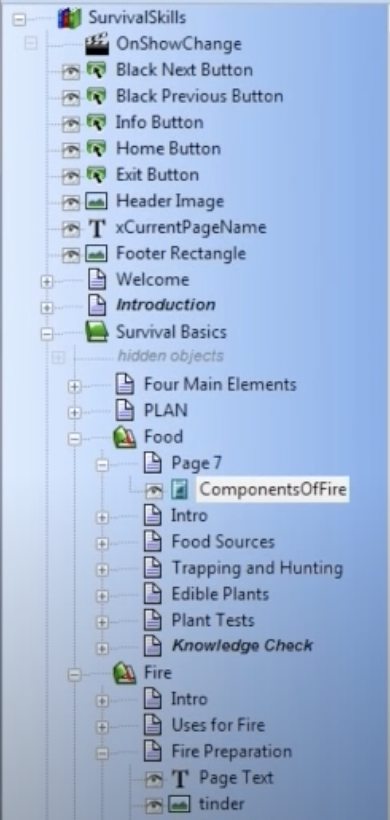 SurvivalSkills
OnShowChange
Black Next Button
Black Previous Button
Info Button
Home Button
Exit Button
Header Image
xCurrentPageName
Footer Rectangle
Welcome
Introduction
Survival Basics
hidden objects
Four Main Elements
PLAN
Food
Page 7
ComponentsOfFire
Intro
Food Sources
Trapping and Hunting
Edible Plants
Plant Tests
Knowledge Check
Fire
Intro
Uses for Fire
Fire Preparation
Page Text
tinder